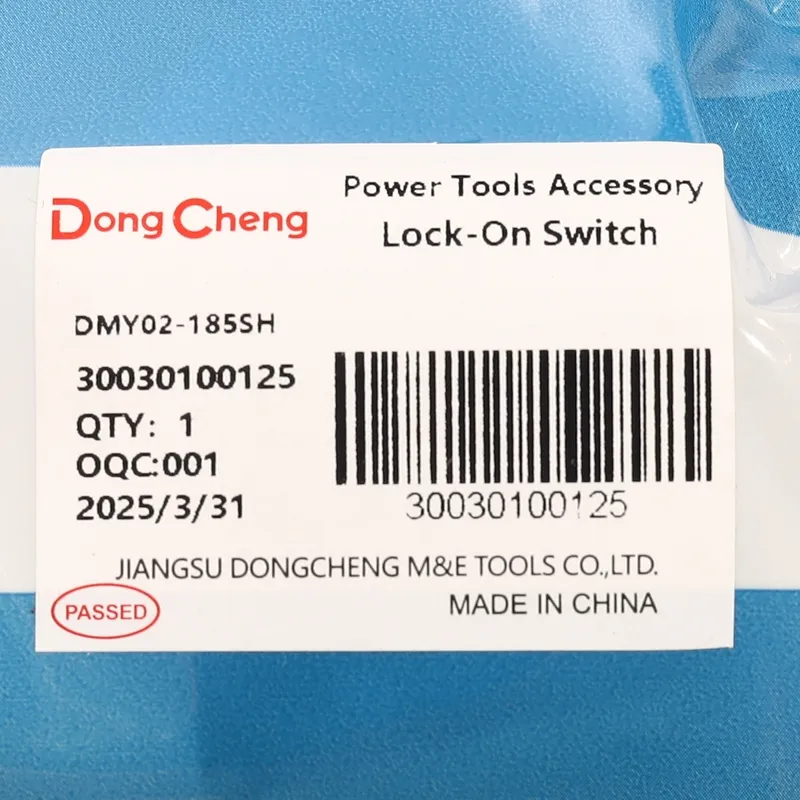 DongCheng
Power Tools Accessory
Lock-On Switch
DMY02-185SH
30030100125
QTY: 1
OQC:001
2025/3/31
30030100125
JIANGSU DONGCHENG M&E TOOLS CO.,LTD.
PASSED
MADE IN CHINA